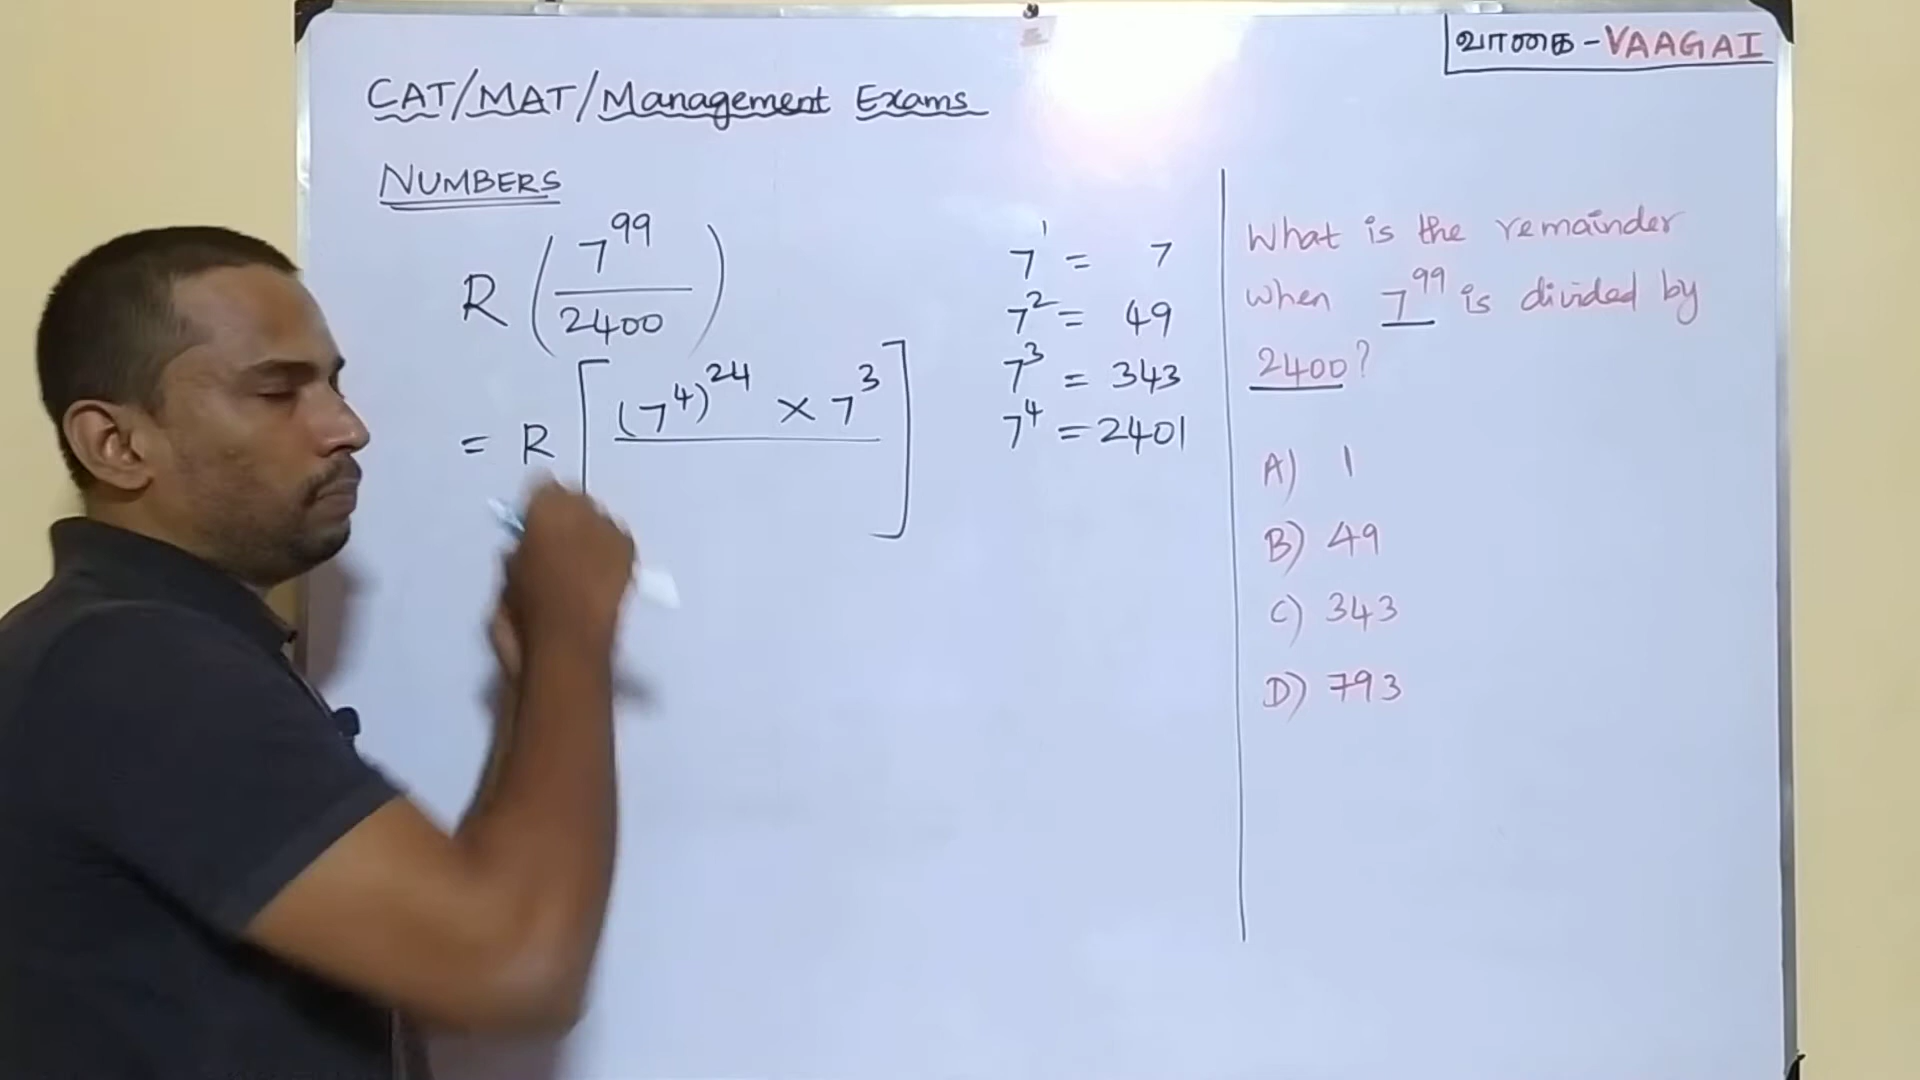 வாகை - VAAGAI
CAT/MAT/Management Exams
NUMBERS
R (7^99 / 2400)
= R [(7^4)^24 × 7^3
7^1 = 7
7^2 = 49
7^3 = 343
7^4 = 2401
What is the remainder
when 7^99 is divided by
2400?
A) 1
B) 49
C) 343
D) 793